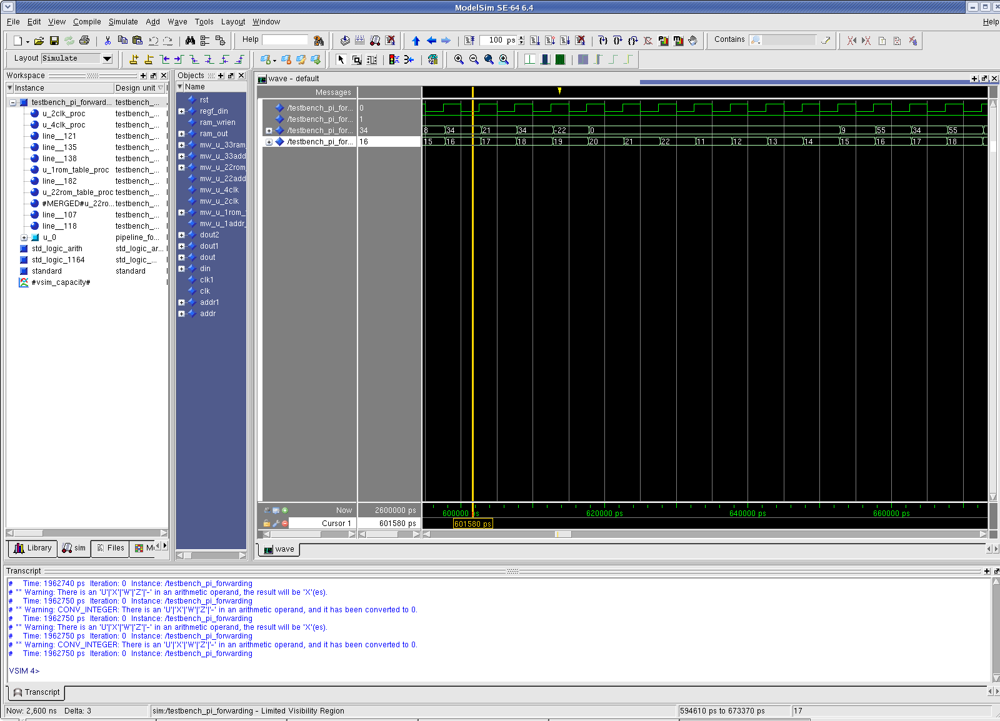 ModelSim SE-64 6.4
File Edit View Compile Simulate Add Wave Tools Layout Window Help
Help 100 ps Contains
Layout Simulate
Workspace
Instance Design unit
testbench_pi_forward... testbench_...
u_2clk_proc testbench_...
u_4clk_proc testbench_...
line__121 testbench_...
line__135 testbench_...
line__138 testbench_...
u_1rom_table_proc testbench_...
line__182 testbench_...
u_22rom_table_proc testbench_...
#MERGED#u_22ro... testbench_...
line__107 testbench_...
line__118 testbench_...
u_0 pipeline_fo...
std_logic_arith std_logic_ar...
std_logic_1164 std_logic_...
standard standard
#vsim_capacity#
Library sim Files
Objects
Name
rst
regf_din
ram_wrien
ram_out
mw_u_33ram_
mw_u_33add
mw_u_22rom_
mw_u_22add
mw_u_4clk
mw_u_2clk
mw_u_1rom_
mw_u_1addr_
dout2
dout1
dout
din
clk1
clk
addr1
addr
wave - default
Messages
/testbench_pi_for... 0
/testbench_pi_for... 1
/testbench_pi_for... 34 8 34 21 34 -22 0 9 55 34 55
/testbench_pi_for... 16 15 16 17 18 19 20 21 22 11 12 13 14 15 16 17 18
Now 2600000 ps 600000 ps 620000 ps 640000 ps 660000 ps
Cursor 1 601580 ps 601580 ps
wave
Transcript
# Time: 1962740 ps Iteration: 0 Instance: /testbench_pi_forwarding
# ** Warning: There is an 'U'|'X'|'W'|'Z'|'-' in an arithmetic operand, the result will be 'X'(es).
# Time: 1962750 ps Iteration: 0 Instance: /testbench_pi_forwarding
# ** Warning: CONV_INTEGER: There is an 'U'|'X'|'W'|'Z'|'-' in an arithmetic operand, and it has been converted to 0.
# Time: 1962750 ps Iteration: 0 Instance: /testbench_pi_forwarding
# ** Warning: There is an 'U'|'X'|'W'|'Z'|'-' in an arithmetic operand, the result will be 'X'(es).
# Time: 1962750 ps Iteration: 0 Instance: /testbench_pi_forwarding
# ** Warning: CONV_INTEGER: There is an 'U'|'X'|'W'|'Z'|'-' in an arithmetic operand, and it has been converted to 0.
# Time: 1962750 ps Iteration: 0 Instance: /testbench_pi_forwarding
VSIM 4>
Transcript
Now: 2,600 ns Delta: 3 sim:/testbench_pi_forwarding - Limited Visibility Region 594610 ps to 673370 ps 17